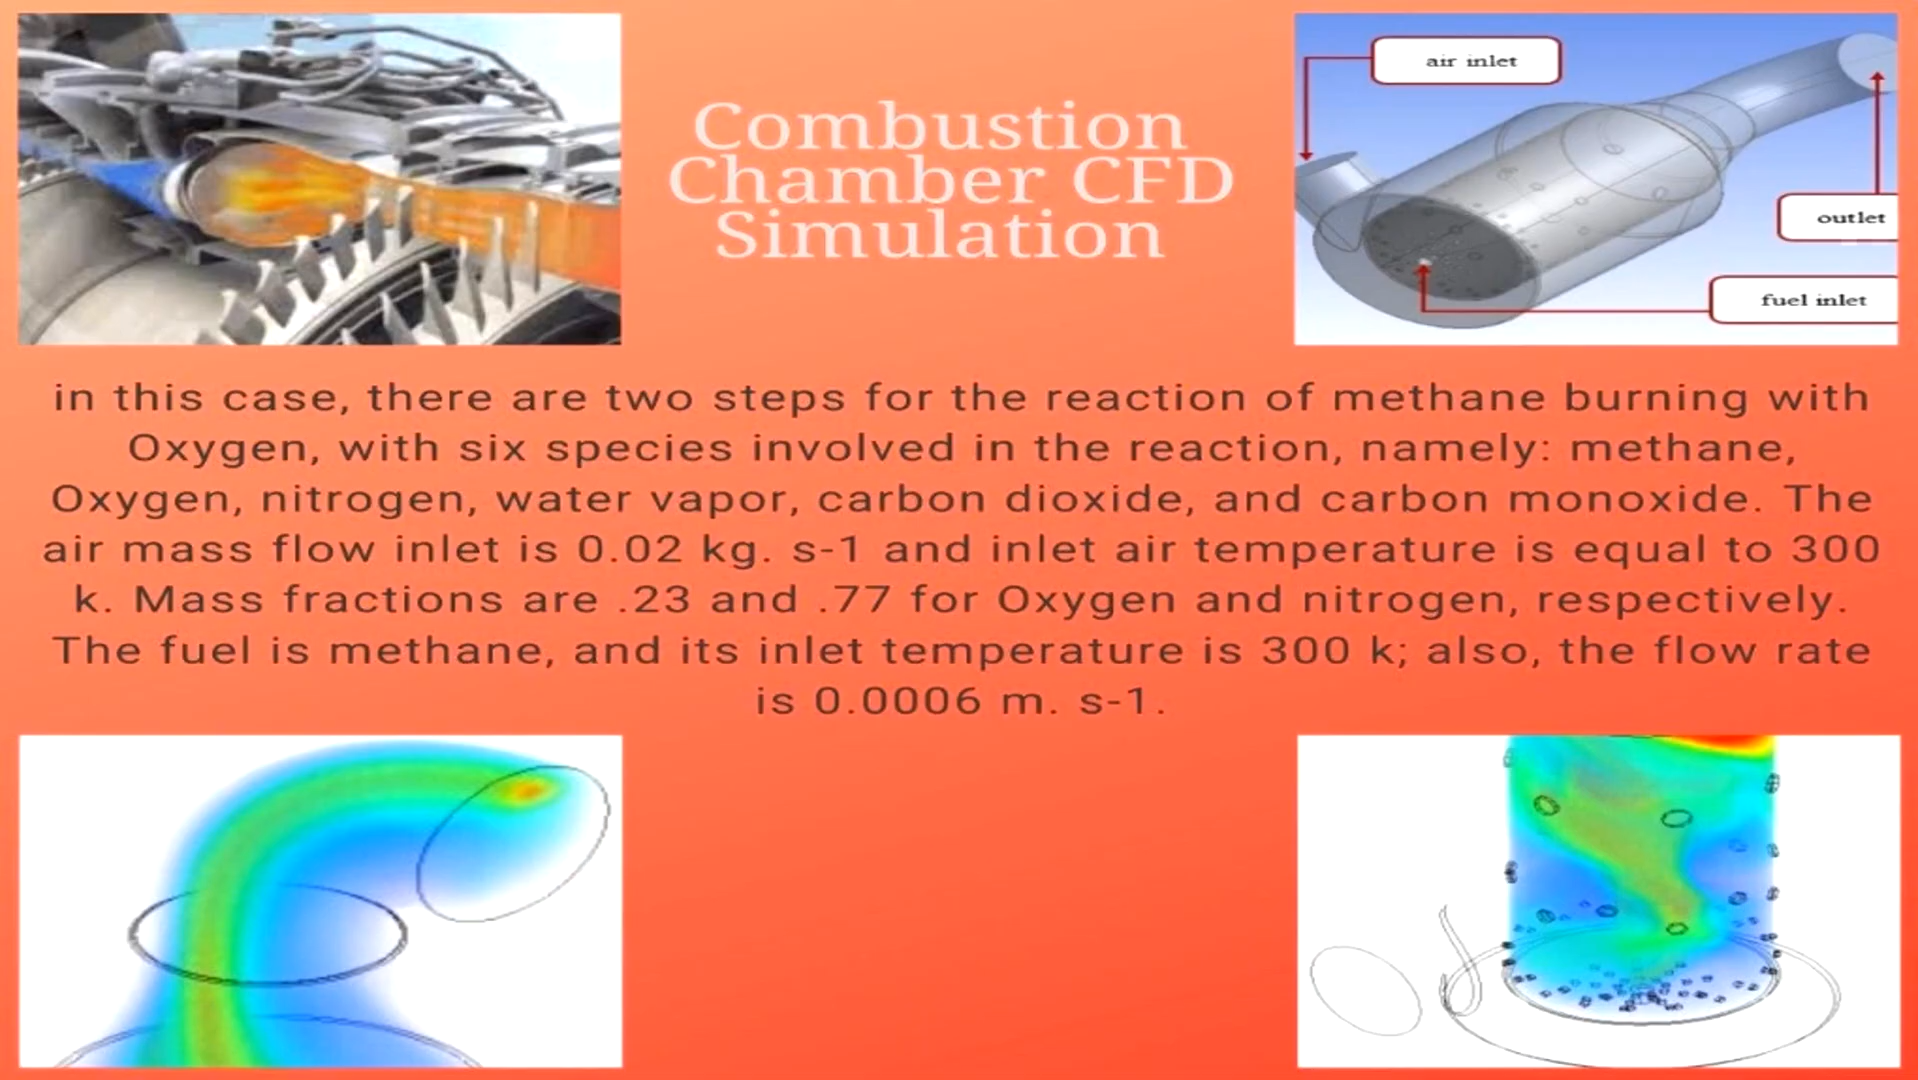 Combustion
Chamber CFD
Simulation
air inlet
outlet
fuel inlet
in this case, there are two steps for the reaction of methane burning with
Oxygen, with six species involved in the reaction, namely: methane,
Oxygen, nitrogen, water vapor, carbon dioxide, and carbon monoxide. The
air mass flow inlet is 0.02 kg. s-1 and inlet air temperature is equal to 300
k. Mass fractions are .23 and .77 for Oxygen and nitrogen, respectively.
The fuel is methane, and its inlet temperature is 300 k; also, the flow rate
is 0.0006 m. s-1.